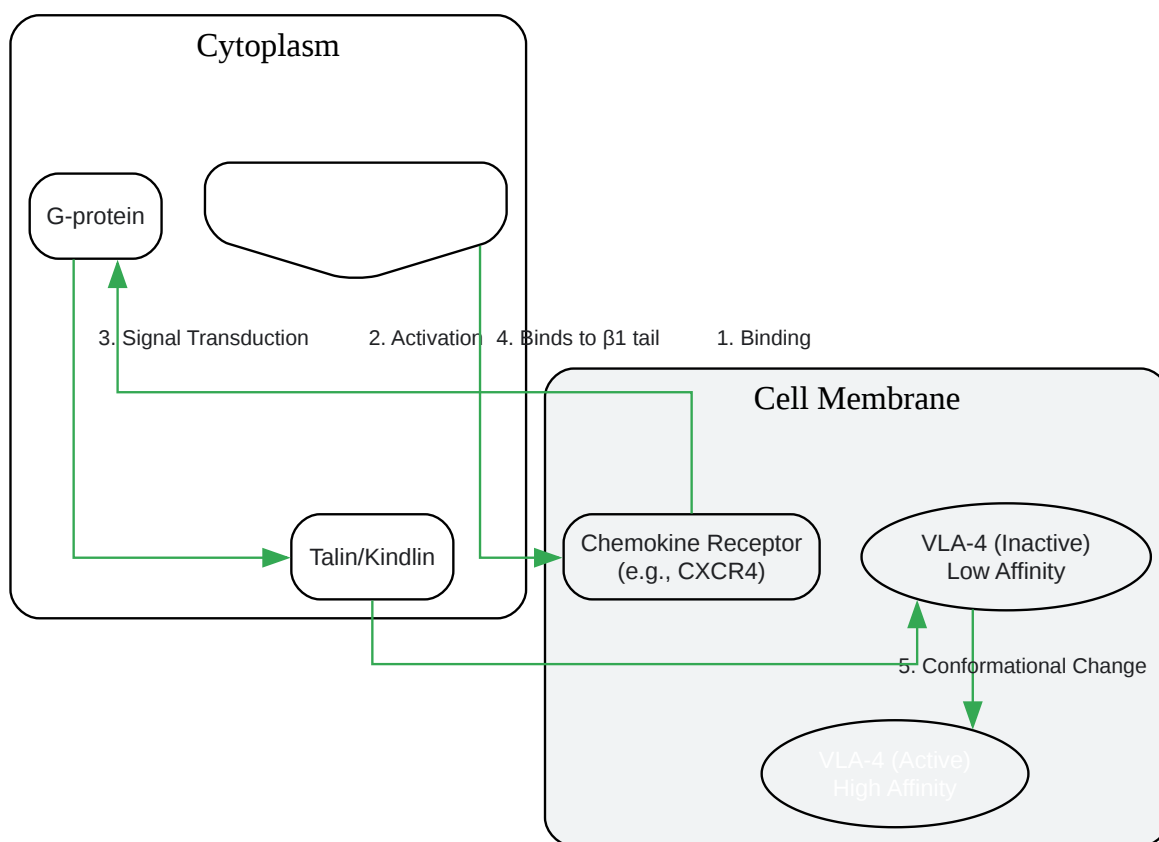 Cytoplasm
G-protein
3. Signal Transduction
2. Activation
4. Binds to β1 tail
1. Binding
Cell Membrane
Talin/Kindlin
Chemokine Receptor
(e.g., CXCR4)
VLA-4 (Inactive)
Low Affinity
5. Conformational Change
VLA-4 (Active)
High Affinity